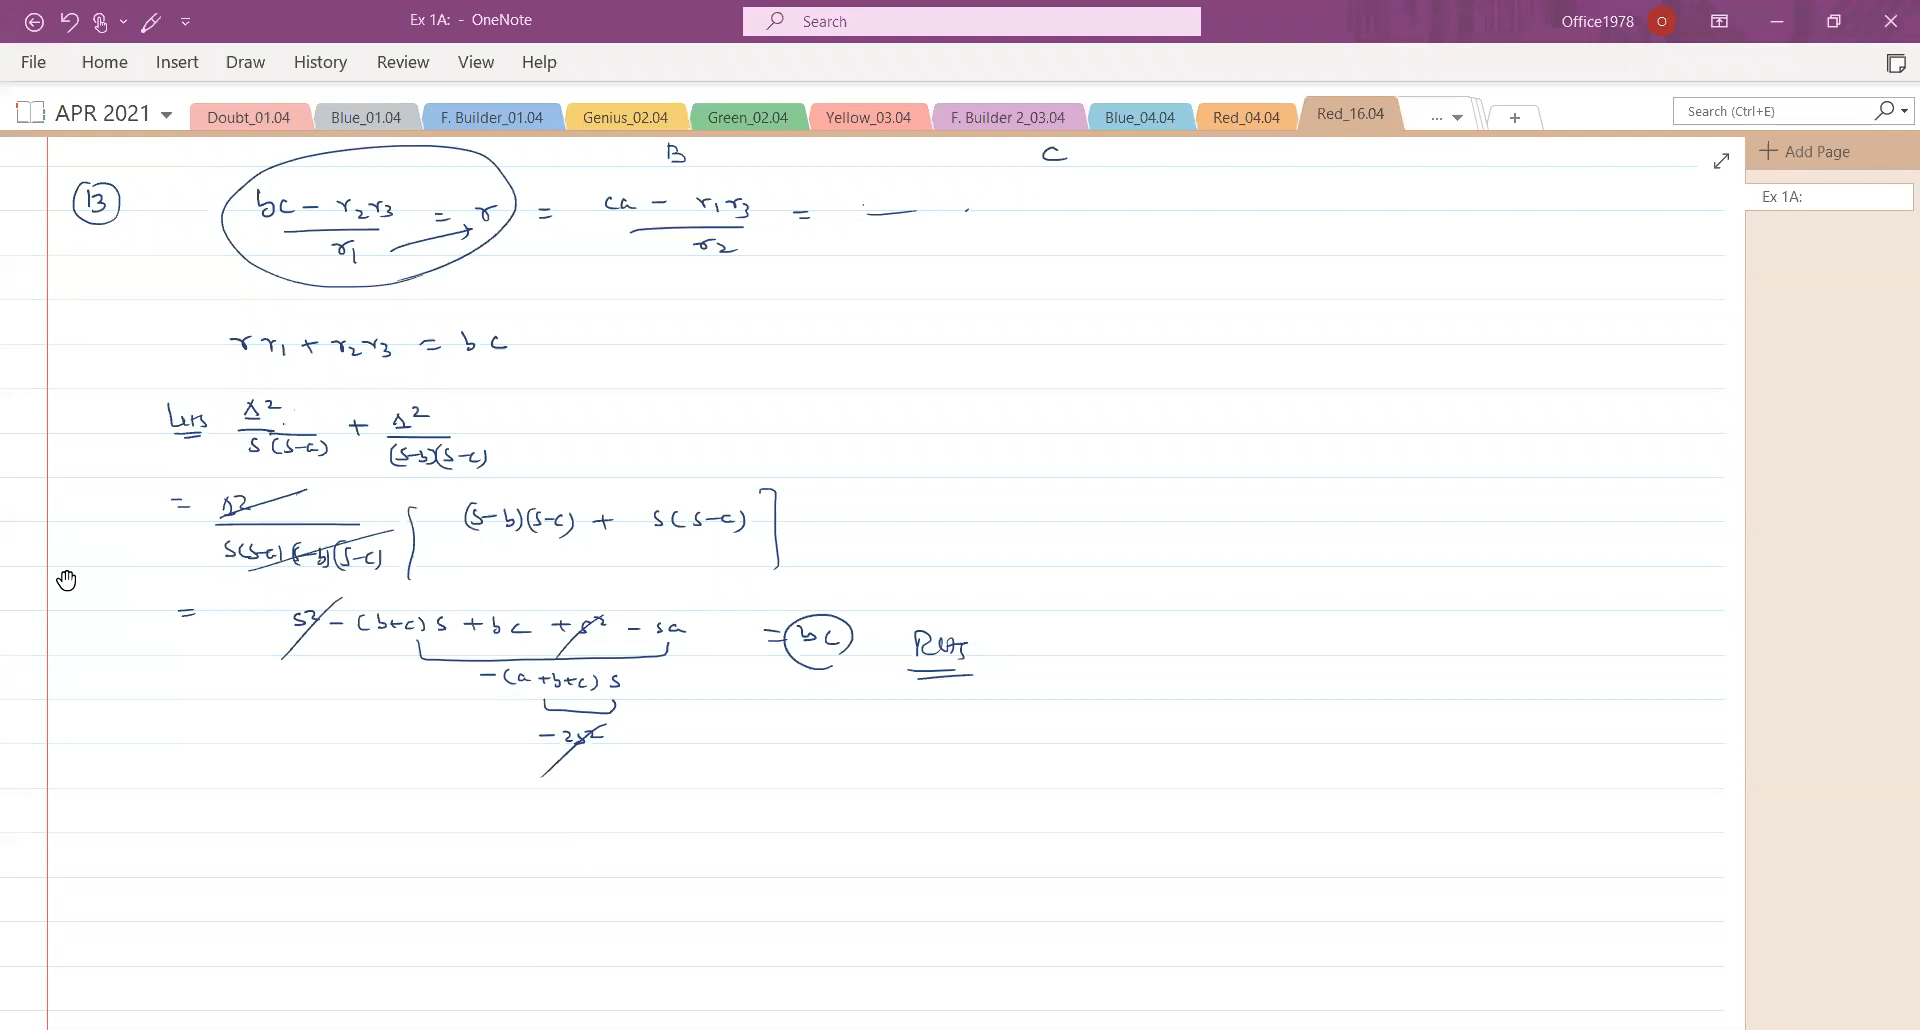 Ex 1A: - OneNote
Search
Office1978
O
File Home Insert Draw History Review View Help
APR 2021
Doubt_01.04 Blue_01.04 F. Builder_01.04 Genius_02.04 Green_02.04 Yellow_03.04 F. Builder 2_03.04 Blue_04.04 Red_04.04 Red_16.04 ... +
Search (Ctrl+E)
Add Page
Ex 1A:
B C
13 (bc - r₂r₃)/r₁ = r = (ca - r₁r₃)/r₂ = —
r r₁ + r₂r₃ = bc
LHS Δ²/(s(s-a)) + Δ²/((s-b)(s-c))
= Δ²/(s(s-a)(s-b)(s-c)) [ (s-b)(s-c) + s(s-a) ]
= s² - (b+c)s + bc + s² - sa = bc RHS
-(a+b+c) s
-2s²